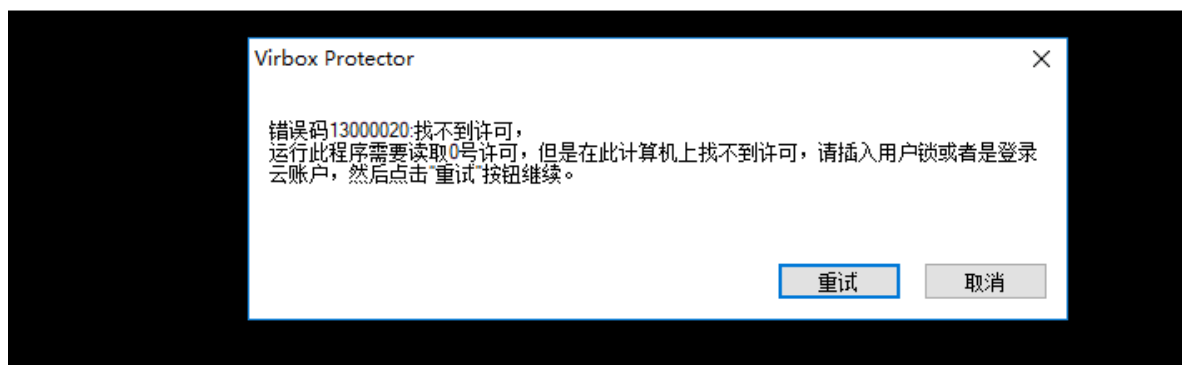 Virbox Protector
错误码13000020:找不到许可,
运行此程序需要读取0号许可,但是在此计算机上找不到许可,请插入用户锁或者是登录
云账户,然后点击"重试"按钮继续。
重试
取消